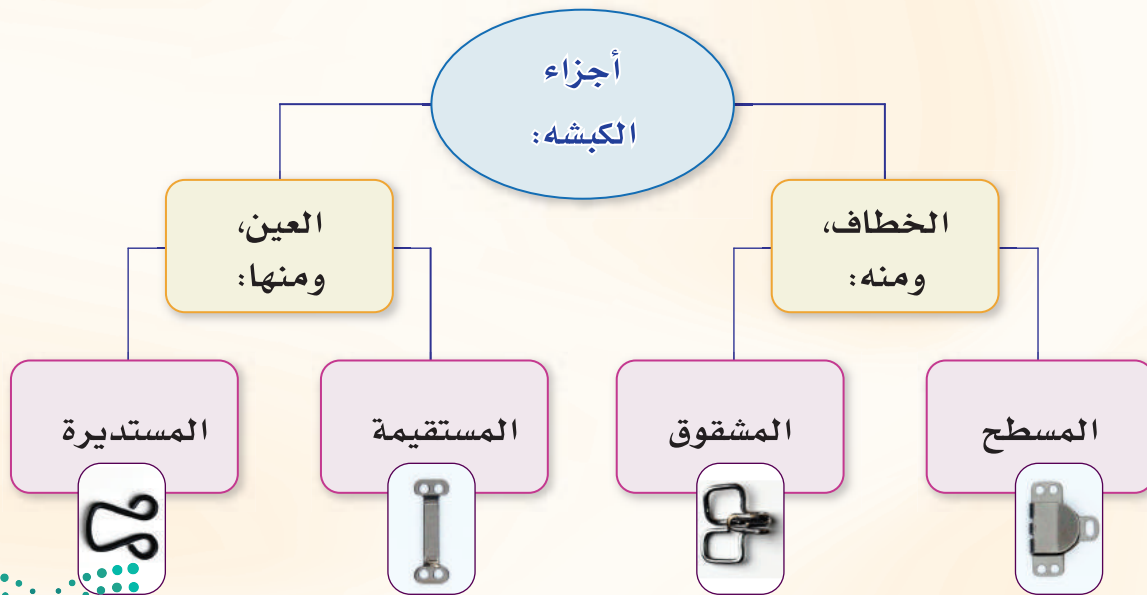 أجزاء
الكبشه:
الخطاف،
ومنه:
العين،
ومنها:
المسطح
المشقوق
المستقيمة
المستديرة